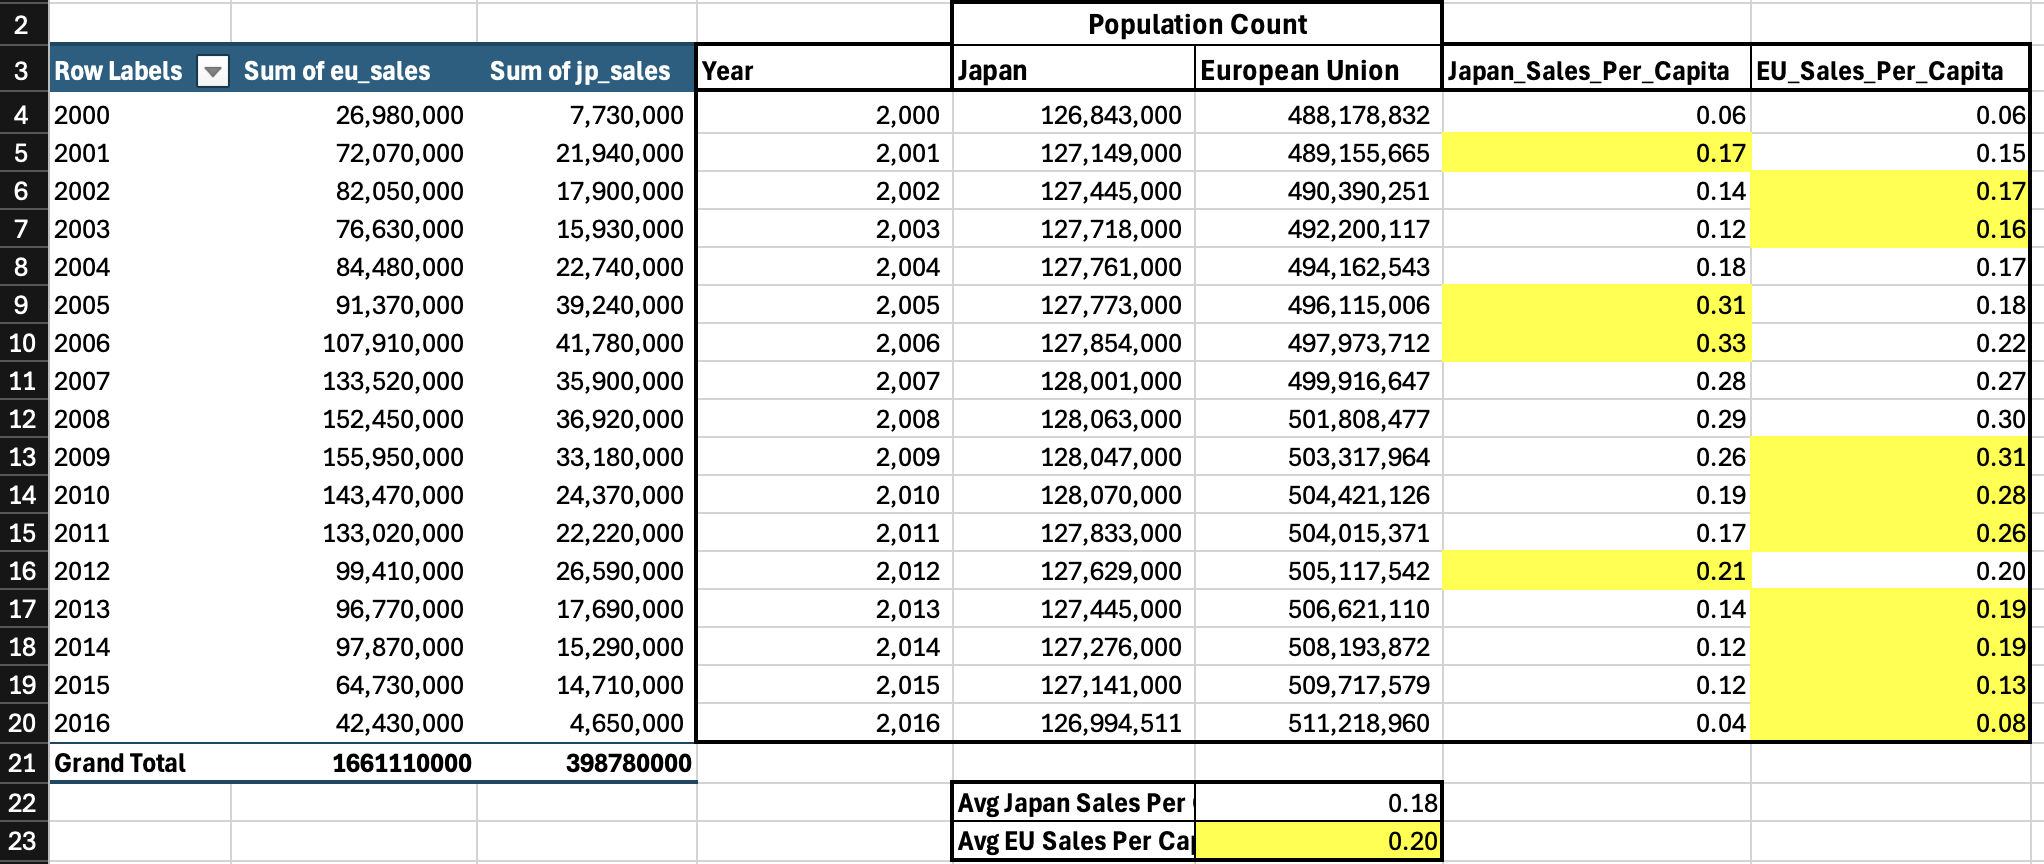 2 Population Count
3 Row Labels Sum of eu_sales Sum of jp_sales Year Japan European Union Japan_Sales_Per_Capita EU_Sales_Per_Capita
4 2000 26,980,000 7,730,000 2,000 126,843,000 488,178,832 0.06 0.06
5 2001 72,070,000 21,940,000 2,001 127,149,000 489,155,665 0.17 0.15
6 2002 82,050,000 17,900,000 2,002 127,445,000 490,390,251 0.14 0.17
7 2003 76,630,000 15,930,000 2,003 127,718,000 492,200,117 0.12 0.16
8 2004 84,480,000 22,740,000 2,004 127,761,000 494,162,543 0.18 0.17
9 2005 91,370,000 39,240,000 2,005 127,773,000 496,115,006 0.31 0.18
10 2006 107,910,000 41,780,000 2,006 127,854,000 497,973,712 0.33 0.22
11 2007 133,520,000 35,900,000 2,007 128,001,000 499,916,647 0.28 0.27
12 2008 152,450,000 36,920,000 2,008 128,063,000 501,808,477 0.29 0.30
13 2009 155,950,000 33,180,000 2,009 128,047,000 503,317,964 0.26 0.31
14 2010 143,470,000 24,370,000 2,010 128,070,000 504,421,126 0.19 0.28
15 2011 133,020,000 22,220,000 2,011 127,833,000 504,015,371 0.17 0.26
16 2012 99,410,000 26,590,000 2,012 127,629,000 505,117,542 0.21 0.20
17 2013 96,770,000 17,690,000 2,013 127,445,000 506,621,110 0.14 0.19
18 2014 97,870,000 15,290,000 2,014 127,276,000 508,193,872 0.12 0.19
19 2015 64,730,000 14,710,000 2,015 127,141,000 509,717,579 0.12 0.13
20 2016 42,430,000 4,650,000 2,016 126,994,511 511,218,960 0.04 0.08
21 Grand Total 1661110000 398780000
22 Avg Japan Sales Per 0.18
23 Avg EU Sales Per Cap 0.20